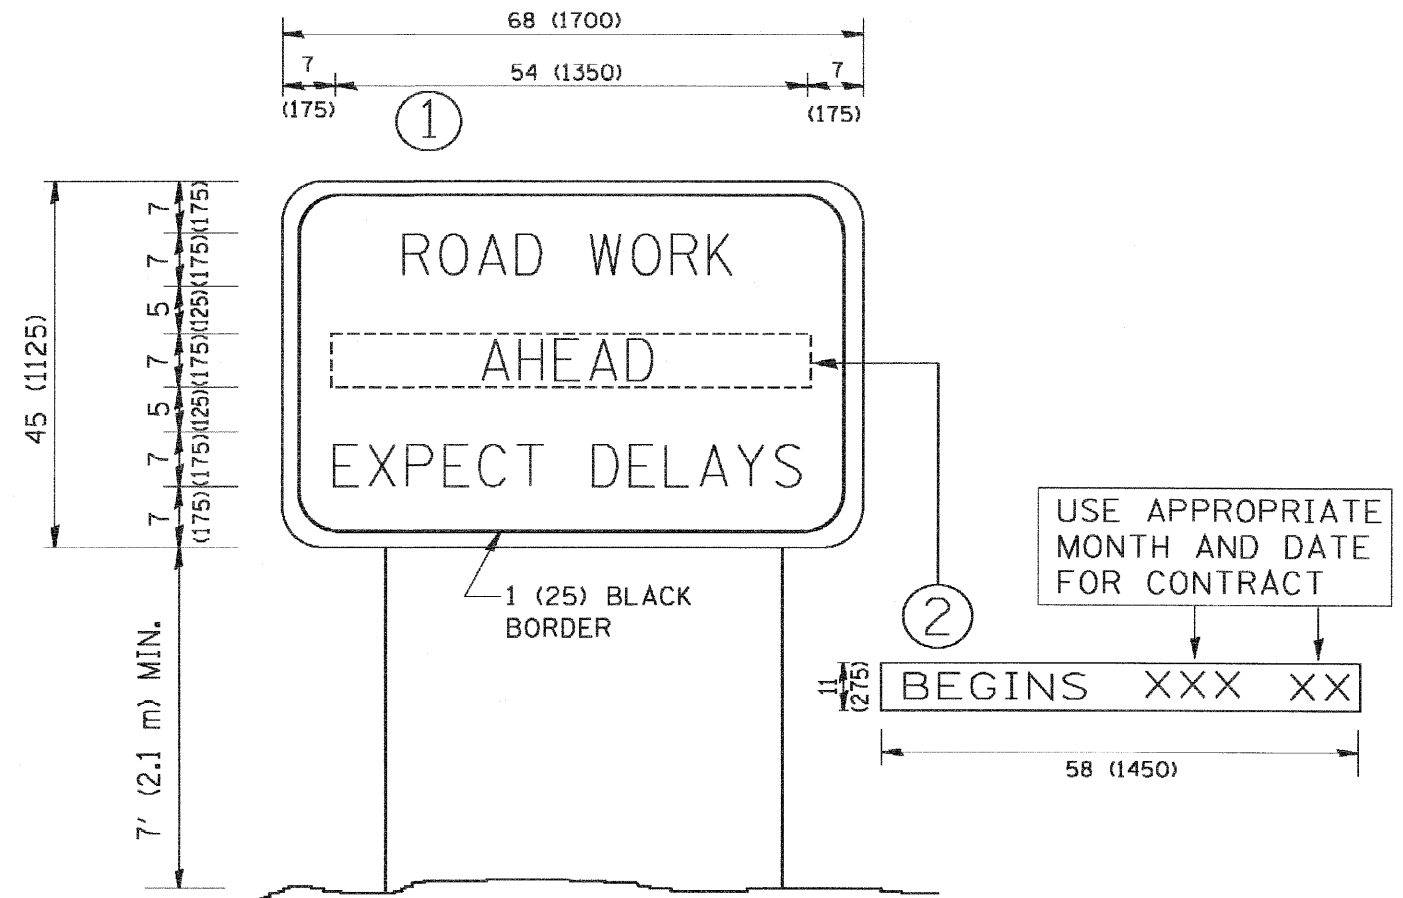 68 (1700)
7
54 (1350)
7
(175)
(175)
1
45 (1125)
7 (175)
7 (175)
5 (125)
7 (175)
5 (125)
7 (175)
7 (175)
ROAD WORK
AHEAD
EXPECT DELAYS
1 (25) BLACK
BORDER
7' (2.1 m) MIN.
USE APPROPRIATE
MONTH AND DATE
FOR CONTRACT
2
11
(275)
BEGINS XXX XX
58 (1450)